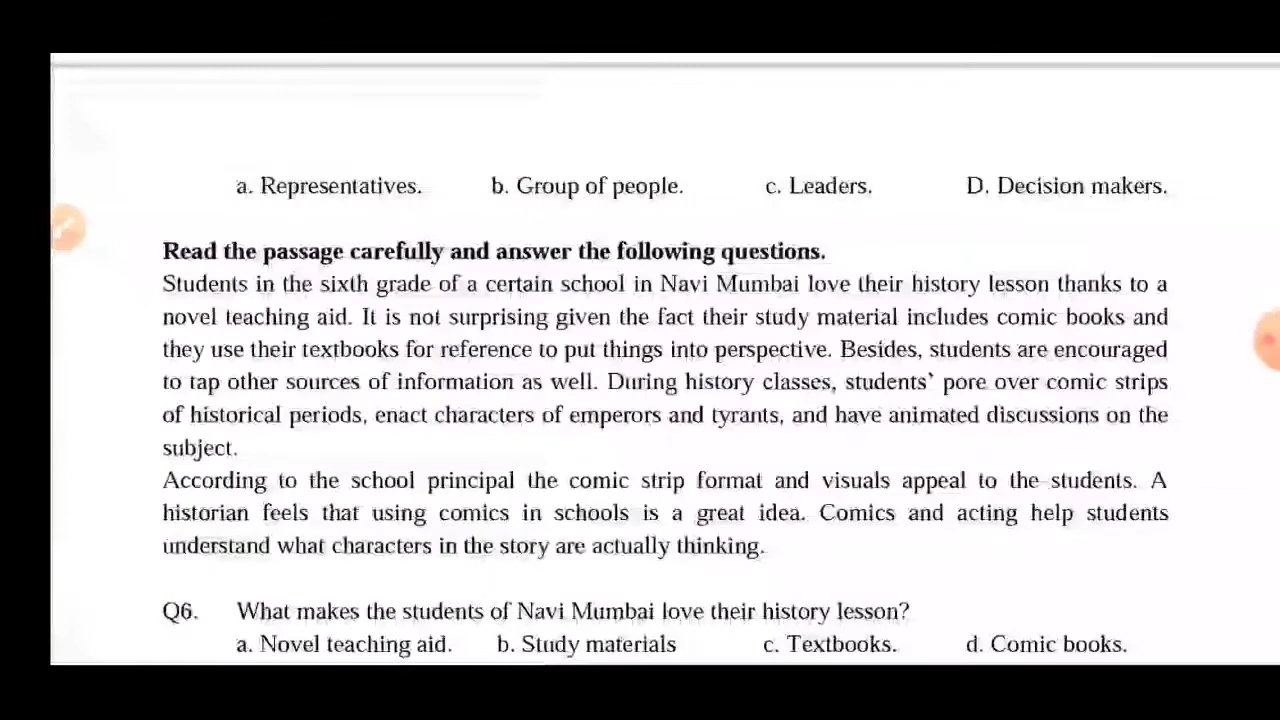 a. Representatives. b. Group of people. c. Leaders. D. Decision makers.
Read the passage carefully and answer the following questions.
Students in the sixth grade of a certain school in Navi Mumbai love their history lesson thanks to a
novel teaching aid. It is not surprising given the fact their study material includes comic books and
they use their textbooks for reference to put things into perspective. Besides, students are encouraged
to tap other sources of information as well. During history classes, students’ pore over comic strips
of historical periods, enact characters of emperors and tyrants, and have animated discussions on the
subject.
According to the school principal the comic strip format and visuals appeal to the students. A
historian feels that using comics in schools is a great idea. Comics and acting help students
understand what characters in the story are actually thinking.
Q6. What makes the students of Navi Mumbai love their history lesson?
a. Novel teaching aid. b. Study materials c. Textbooks. d. Comic books.